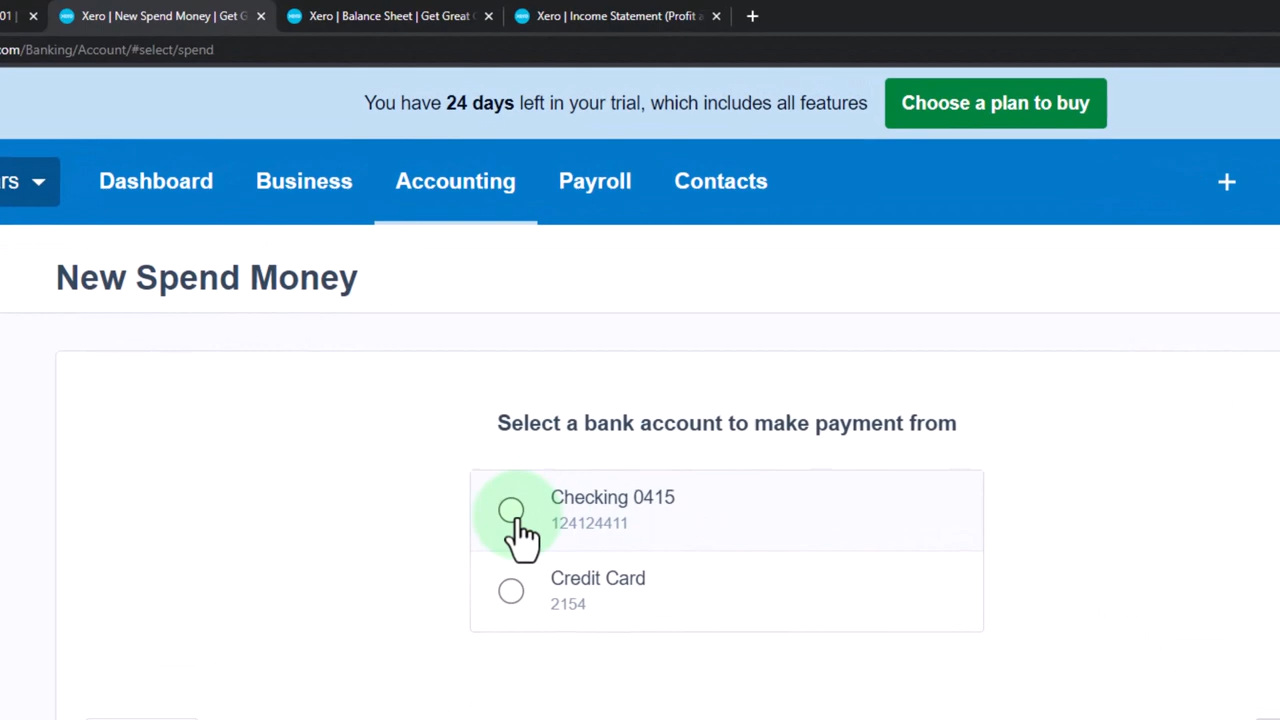 01 | Xero | New Spend Money | Get G Xero | Balance Sheet | Get Great Xero | Income Statement (Profit a
com/Banking/Account/#select/spend
You have 24 days left in your trial, which includes all features Choose a plan to buy
rs Dashboard Business Accounting Payroll Contacts
New Spend Money
Select a bank account to make payment from
Checking 0415
124124411
Credit Card
2154